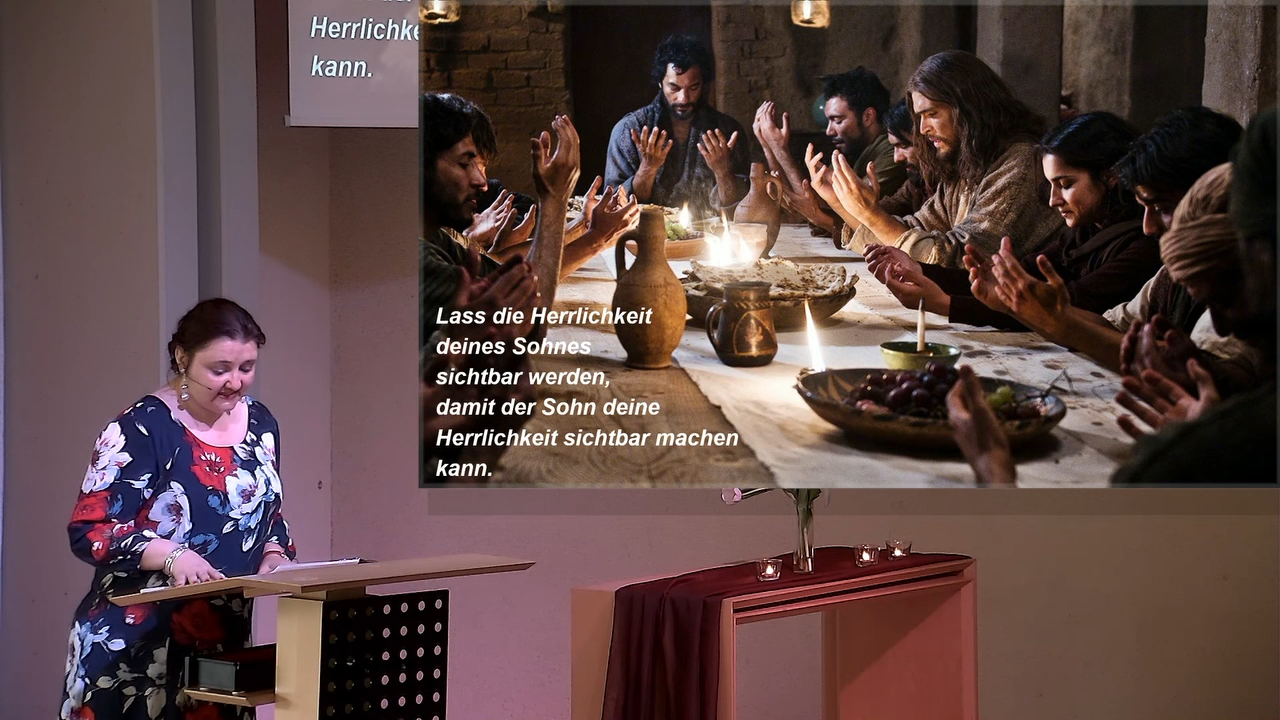 Herrlichke
kann.
Lass die Herrlichkeit
deines Sohnes
sichtbar werden,
damit der Sohn deine
Herrlichkeit sichtbar machen
kann.